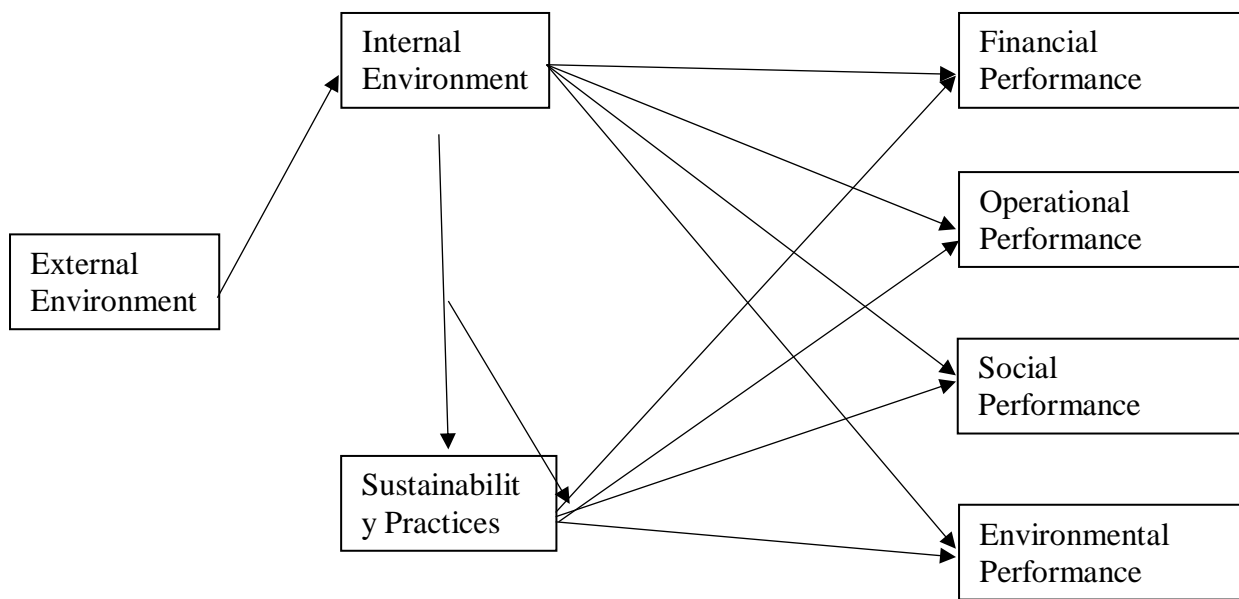 Internal
Environment
Financial
Performance
Operational
Performance
External
Environment
Social
Performance
Sustainabilit
y Practices
Environmental
Performance